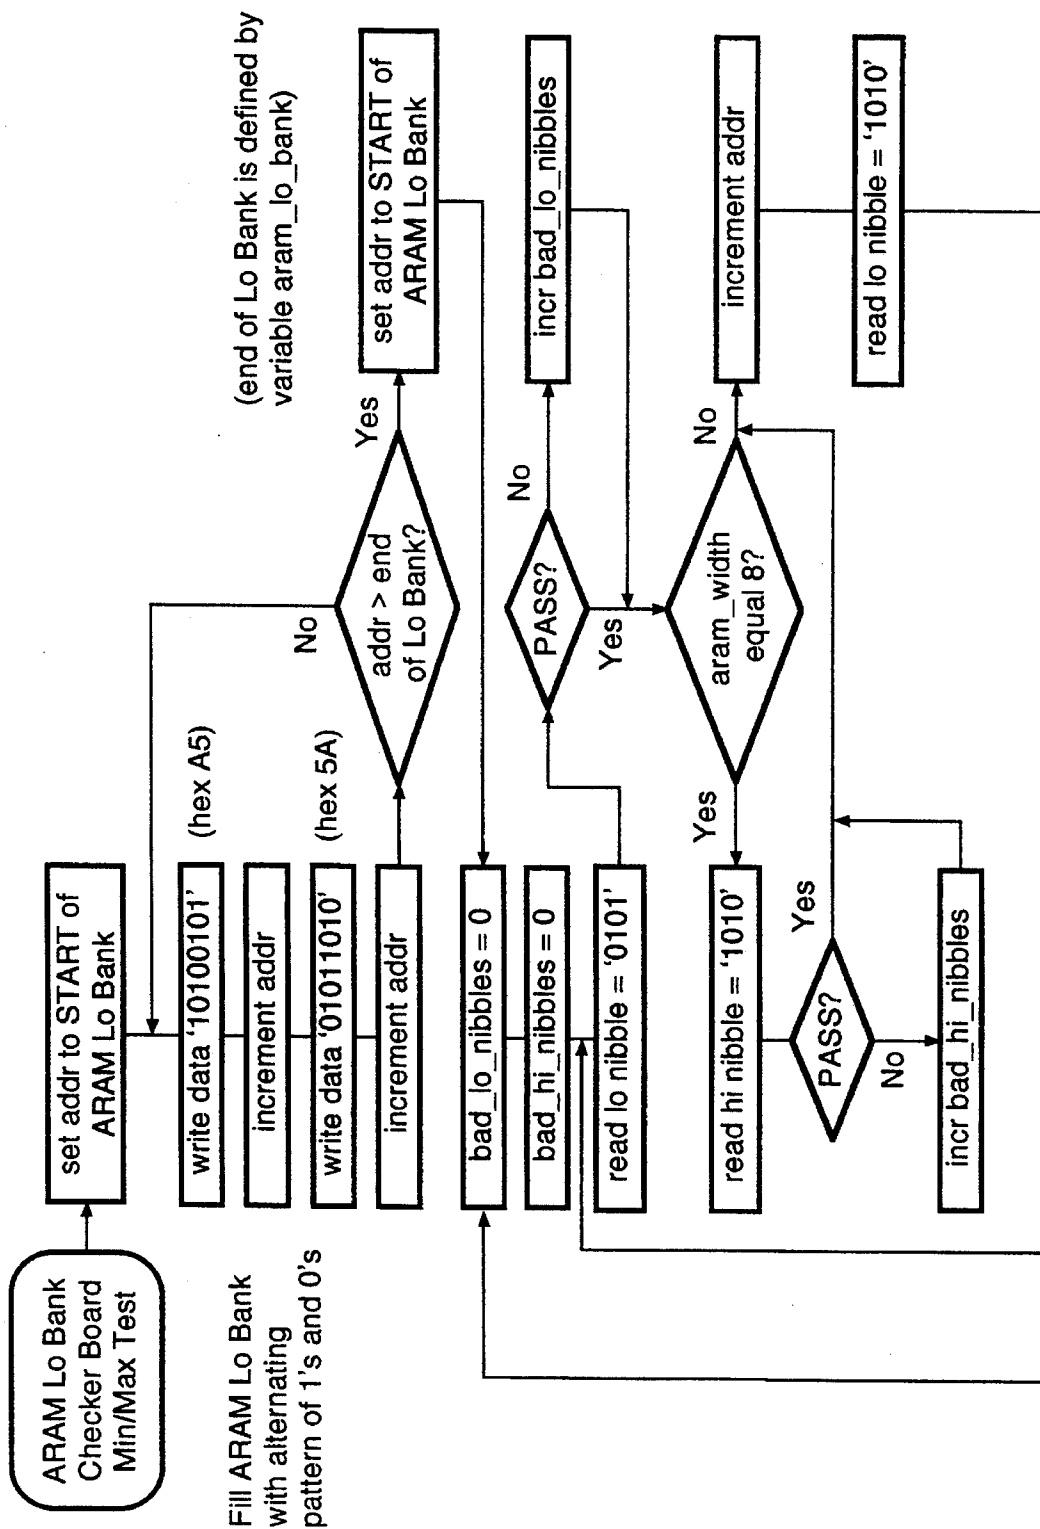 ARAM Lo Bank
Checker Board
Min/Max Test
set addr to START of
ARAM Lo Bank
Fill ARAM Lo Bank
with alternating
pattern of 1's and 0's
write data ‘10100101’
(hex A5)
increment addr
write data ‘01011010’
(hex 5A)
increment addr
addr > end
of Lo Bank?
No
Yes
(end of Lo Bank is defined by
variable aram_lo_bank)
set addr to START of
ARAM Lo Bank
bad_lo_nibbles = 0
bad_hi_nibbles = 0
read lo nibble = ‘0101’
PASS?
No
Yes
incr bad_lo_nibbles
aram_width
equal 8?
Yes
No
read hi nibble = ‘1010’
PASS?
Yes
No
incr bad_hi_nibbles
increment addr
read lo nibble = ‘1010’